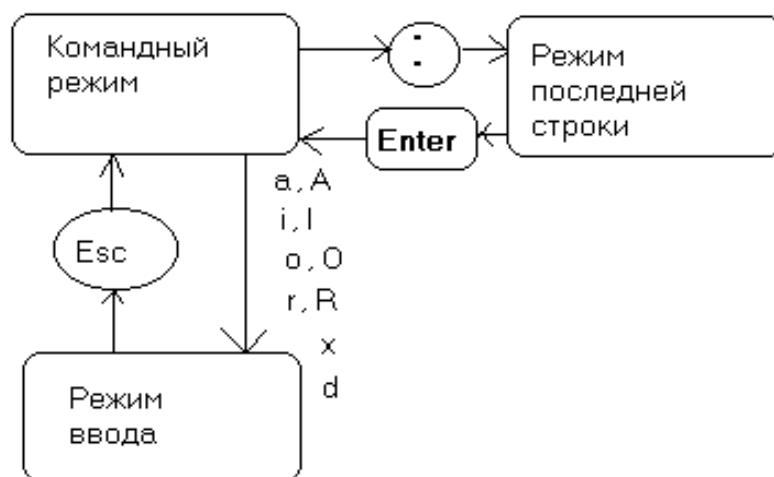 Командный
режим
:
Режим
последней
строки
Enter
a, A
i, I
o, O
r, R
x
d
Esc
Режим
ввода